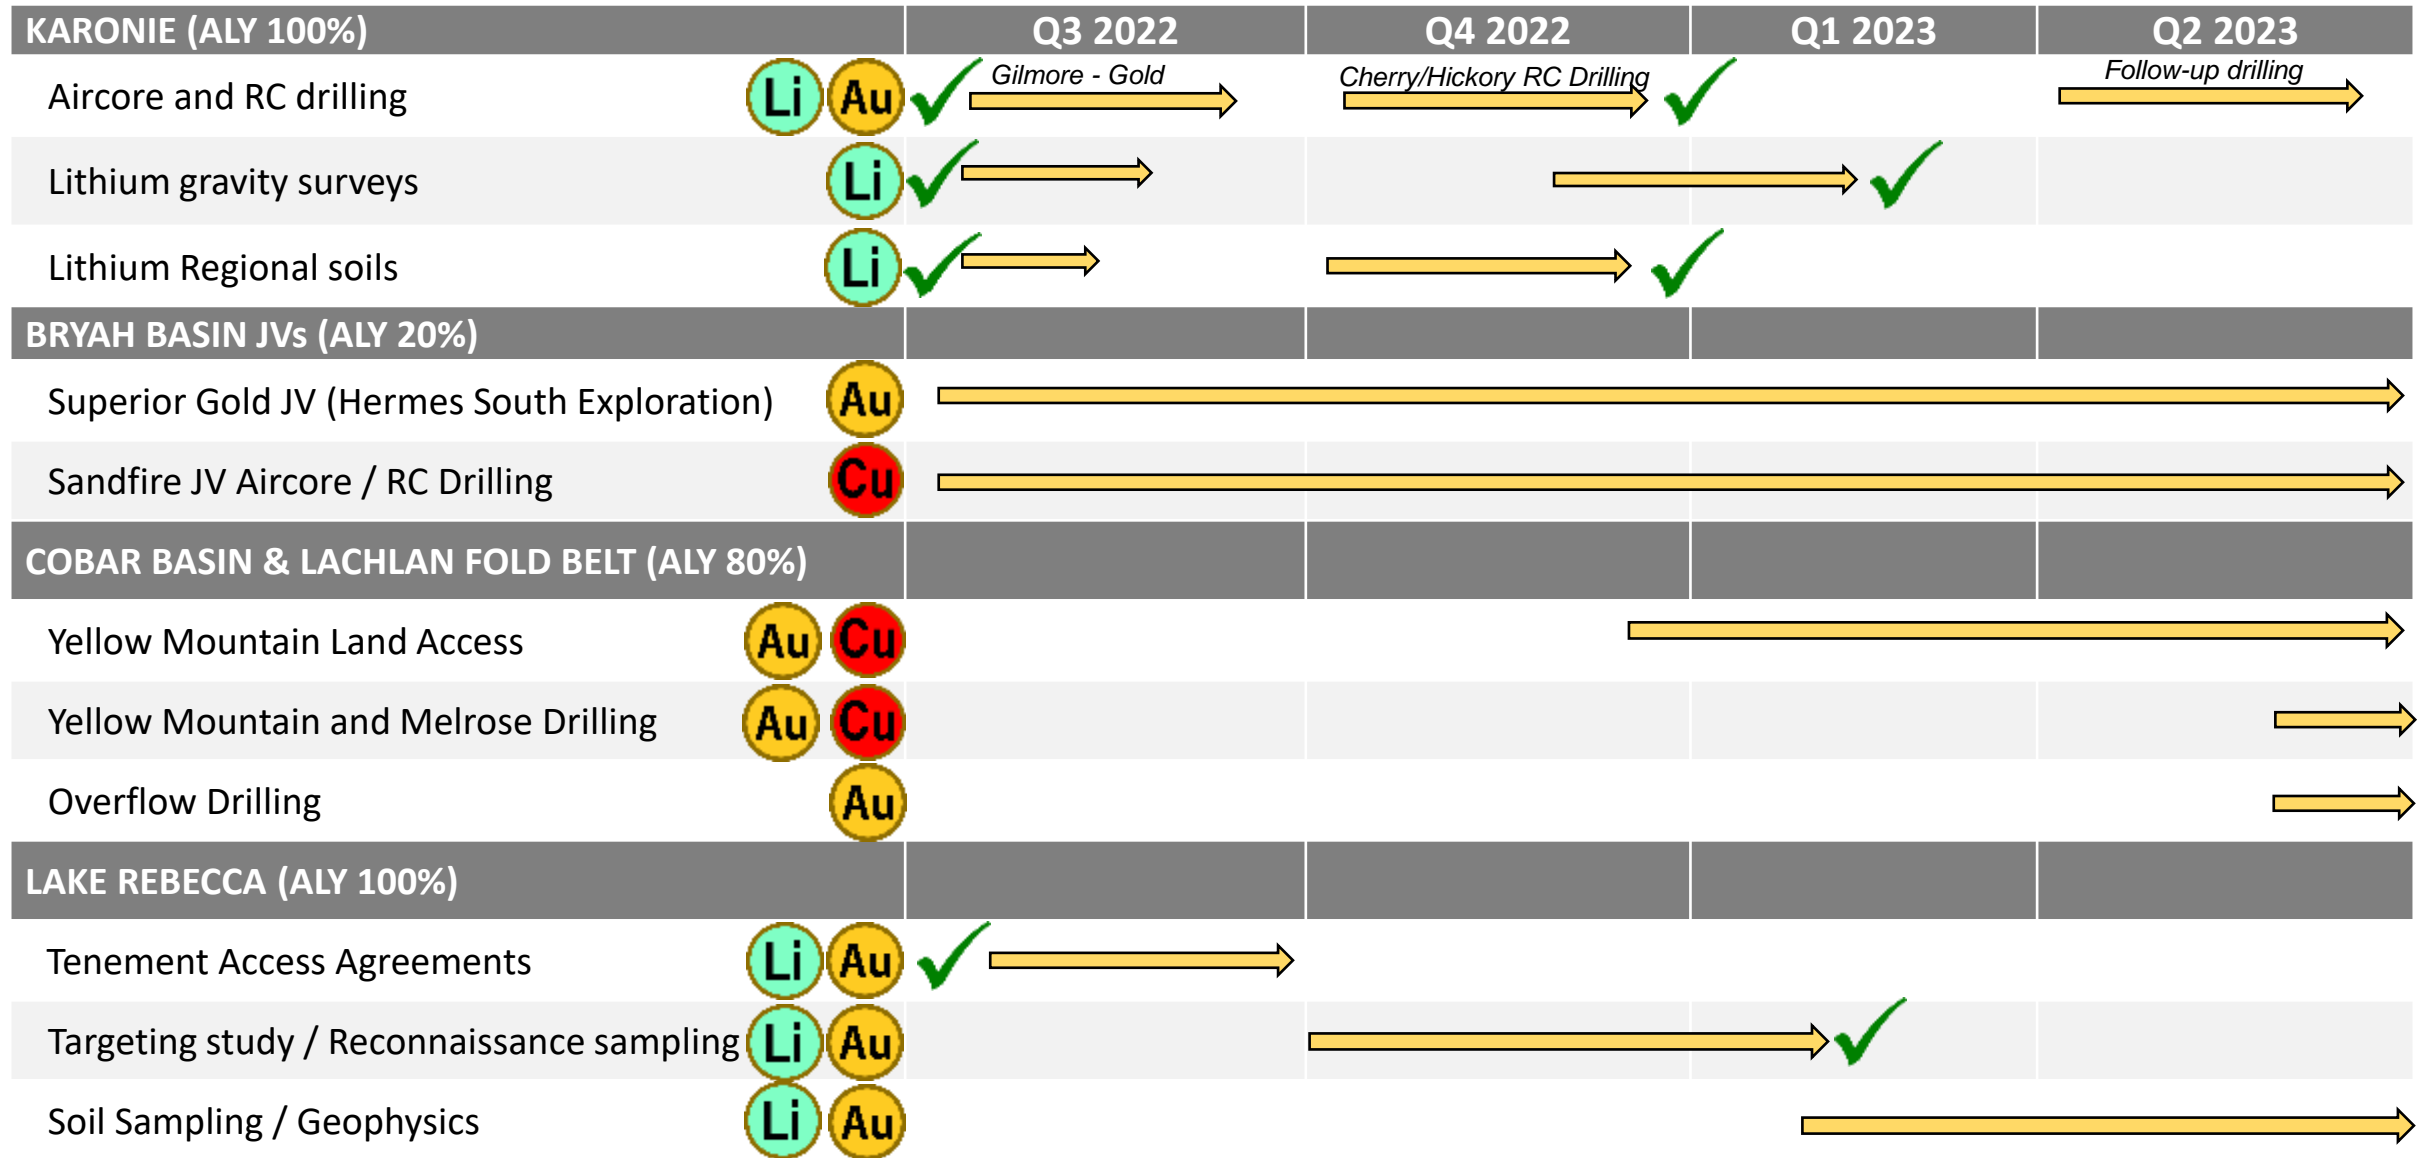 KARONIE (ALY 100%) Q3 2022 Q4 2022 Q1 2023 Q2 2023
Aircore and RC drilling Li Au Gilmore - Gold Cherry/Hickory RC Drilling Follow-up drilling
Lithium gravity surveys Li
Lithium Regional soils Li
BRYAH BASIN JVs (ALY 20%)
Superior Gold JV (Hermes South Exploration) Au
Sandfire JV Aircore / RC Drilling Cu
COBAR BASIN & LACHLAN FOLD BELT (ALY 80%)
Yellow Mountain Land Access Au Cu
Yellow Mountain and Melrose Drilling Au Cu
Overflow Drilling Au
LAKE REBECCA (ALY 100%)
Tenement Access Agreements Li Au
Targeting study / Reconnaissance sampling Li Au
Soil Sampling / Geophysics Li Au